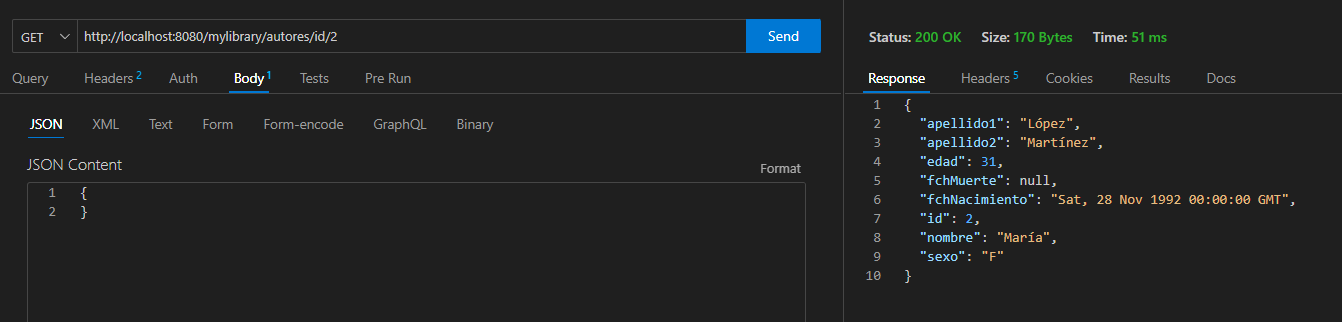 GET http://localhost:8080/mylibrary/autores/id/2 Send
Query Headers 2 Auth Body 1 Tests Pre Run
JSON XML Text Form Form-encode GraphQL Binary
JSON Content Format
1 {
2 }
Status: 200 OK Size: 170 Bytes Time: 51 ms
Response Headers 5 Cookies Results Docs
1 {
2 "apellido1": "López",
3 "apellido2": "Martínez",
4 "edad": 31,
5 "fchMuerte": null,
6 "fchNacimiento": "Sat, 28 Nov 1992 00:00:00 GMT",
7 "id": 2,
8 "nombre": "María",
9 "sexo": "F"
10 }